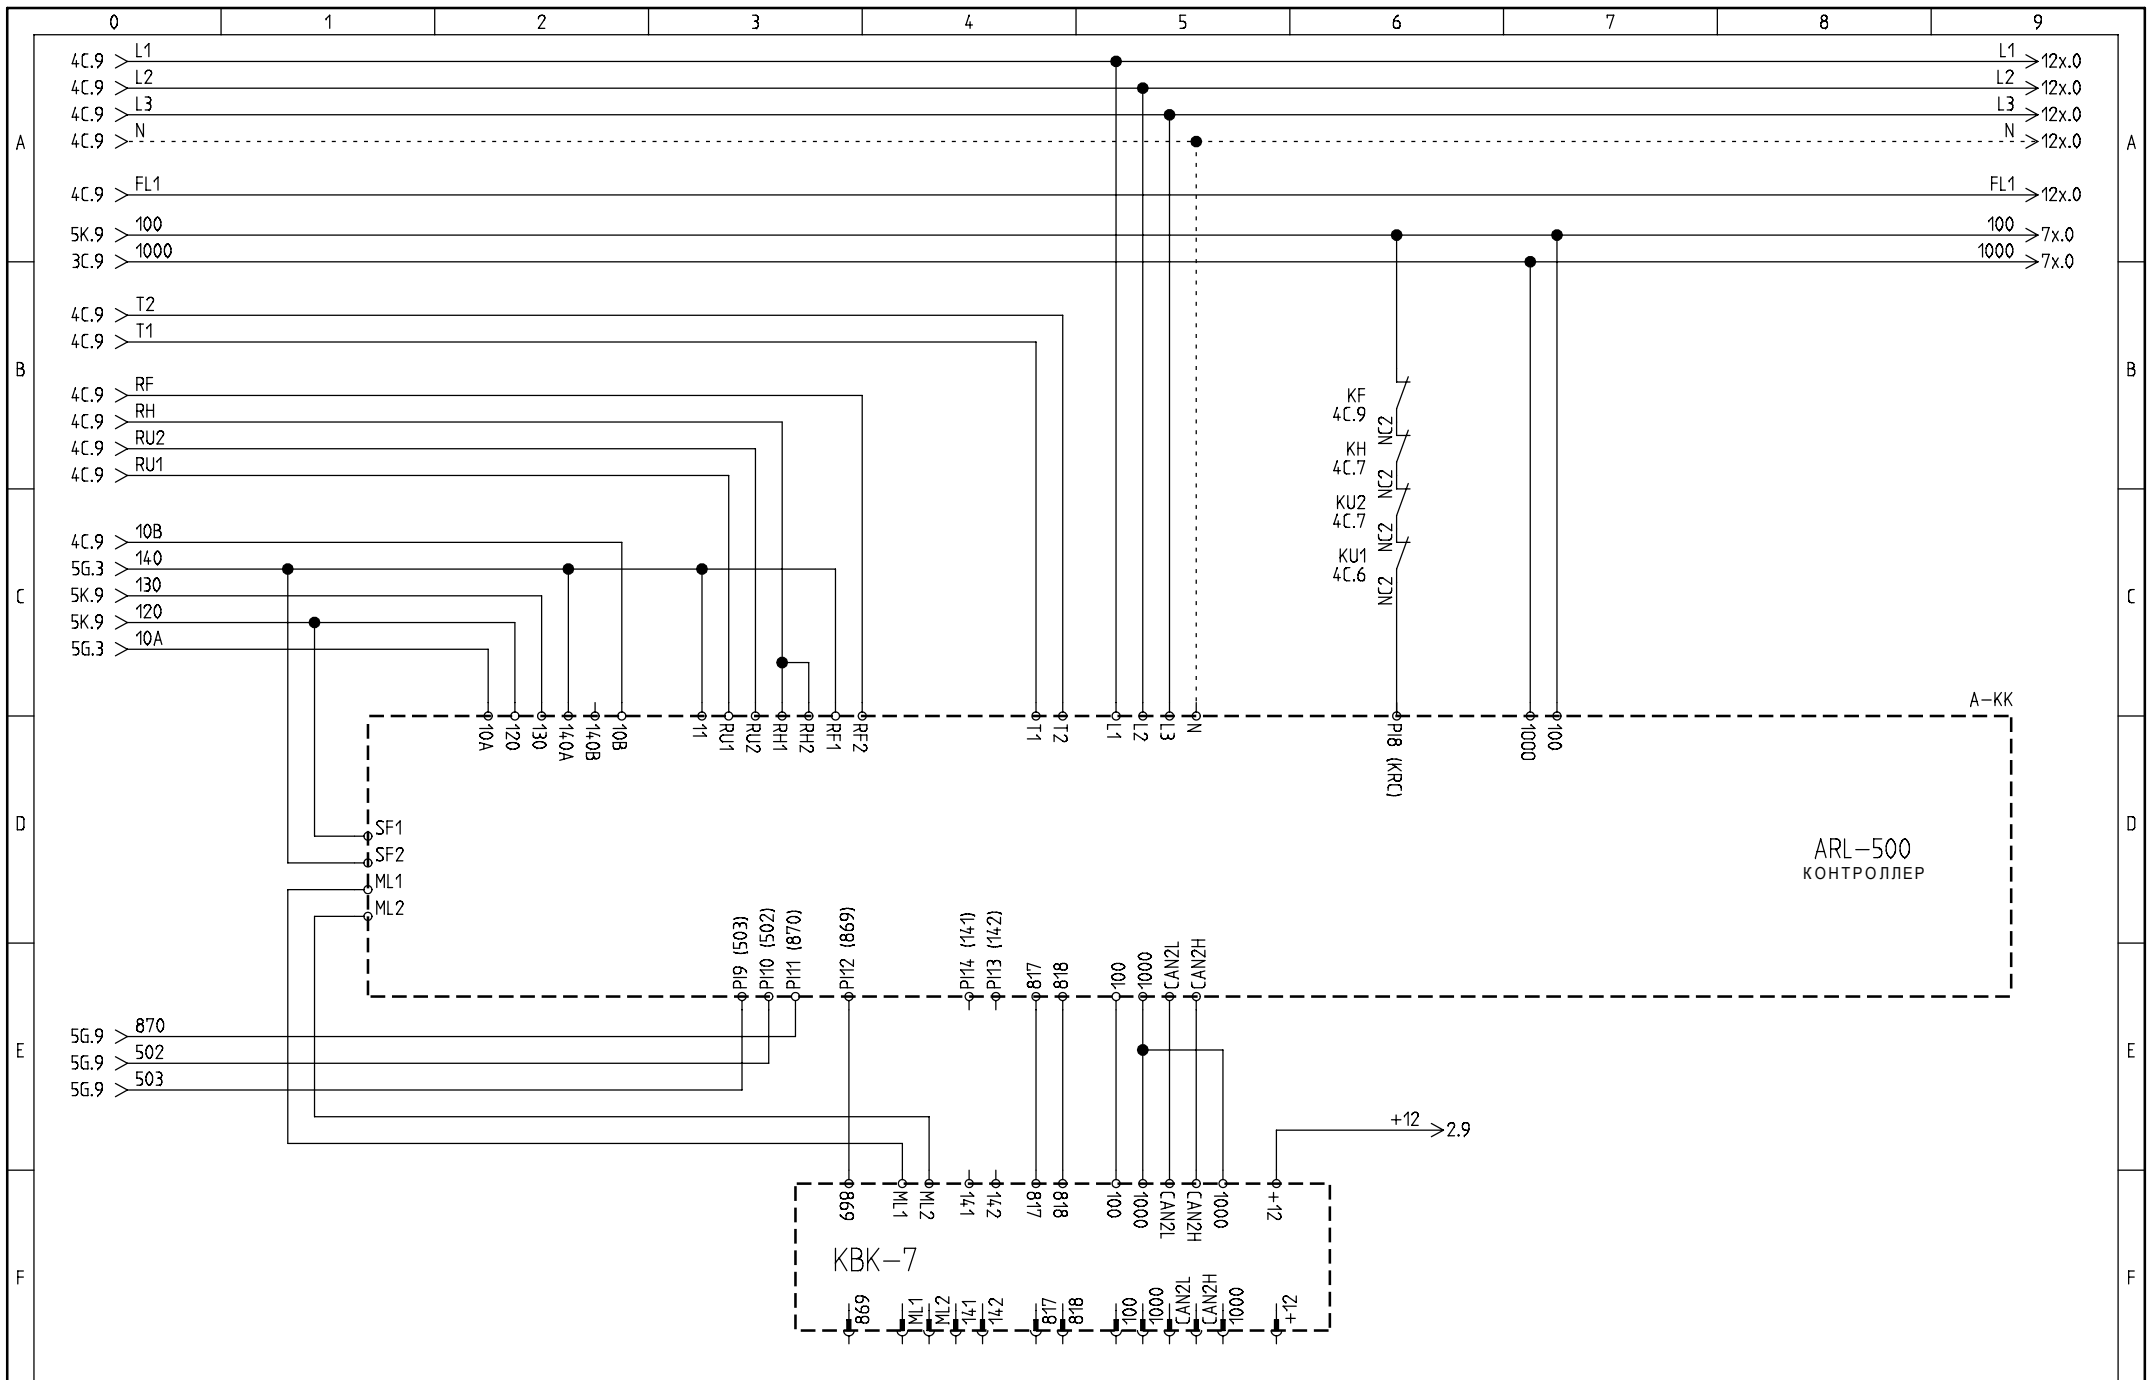 0 1 2 3 4 5 6 7 8 9
4C.9 L1 L1 12x.0
4C.9 L2 L2 12x.0
4C.9 L3 L3 12x.0
A 4C.9 N N 12x.0 A
4C.9 FL1 FL1 12x.0
5K.9 100 100 7x.0
3C.9 1000 1000 7x.0
4C.9 T2
4C.9 T1
B B
4C.9 RF
4C.9 RH
4C.9 RU2
4C.9 RU1
KF
4C.9
NC2
KH
4C.7
NC2
KU2
4C.7
NC2
KU1
4C.6
NC2
4C.9 10B
5G.3 140
C 5K.9 130 C
5K.9 120
5G.3 10A
A-KK
10A 120 130 140A 140B 10B 11 RU1 RU2 RH1 RH2 RF1 RF2 T1 T2 L1 L2 L3 N PI8 (KRC) 1000 100
D D
SF1
SF2
ML1
ML2
ARL-500
КОНТРОЛЛЕР
PI9 (503) PI10 (502) PI11 (870) PI12 (869) PI14 (141) PI13 (142) 817 818 100 1000 CAN2L CAN2H
5G.9 870
E 5G.9 502 E
5G.9 503
+12 2.9
869 ML1 ML2 141 142 817 818 100 1000 CAN2L CAN2H 1000 +12
KBK-7
F F
869 ML1 ML2 141 142 817 818 100 1000 CAN2L CAN2H 1000 +12